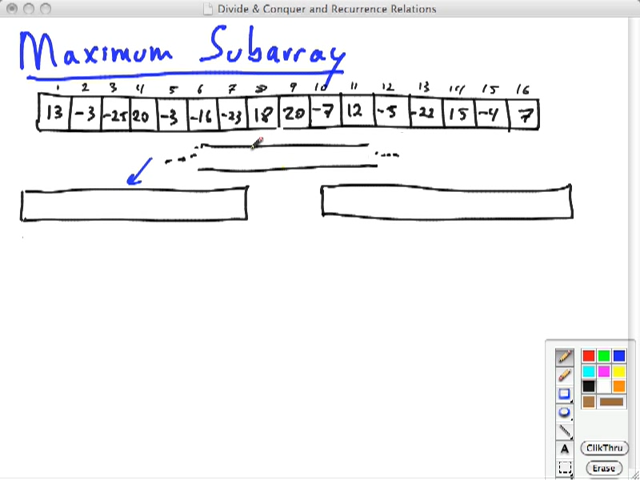 Divide & Conquer and Recurrence Relations
Maximum Subarray
1 2 3 4 5 6 7 8 9 10 11 12 13 14 15 16
13 -3 -25 20 -3 -16 -23 18 20 -7 12 -5 -22 15 -4 7
A
ClikThru
Erase